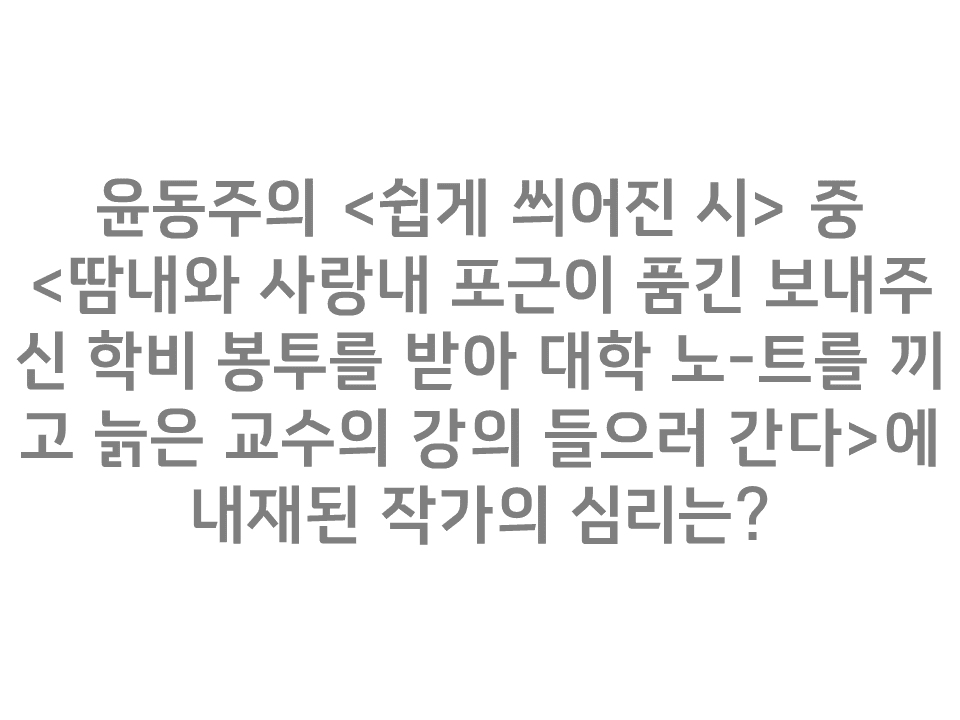 윤동주의 <쉽게 씌어진 시> 중
<땀내와 사랑내 포근이 품긴 보내주
신 학비 봉투를 받아 대학 노-트를 끼
고 늙은 교수의 강의 들으러 간다>에
내재된 작가의 심리는?